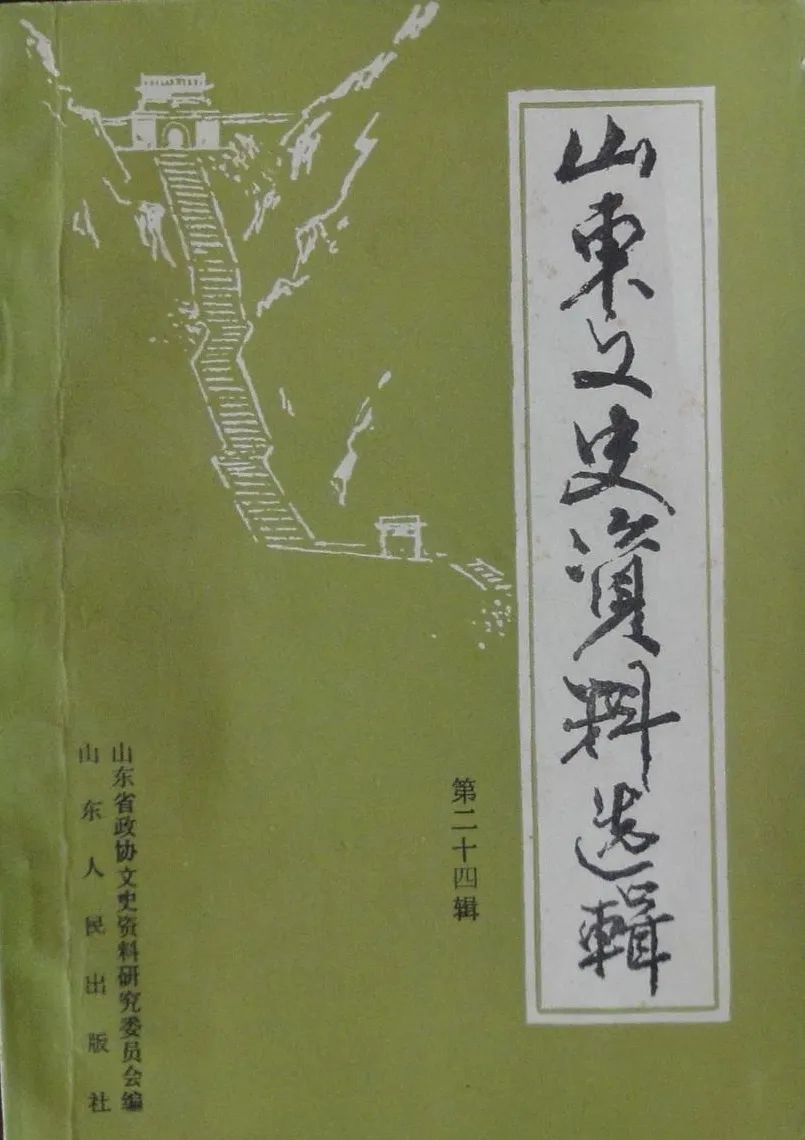 山東文史資料选輯
第二十四辑
山东省政协文史资料研究委员会编
山东人民出版社